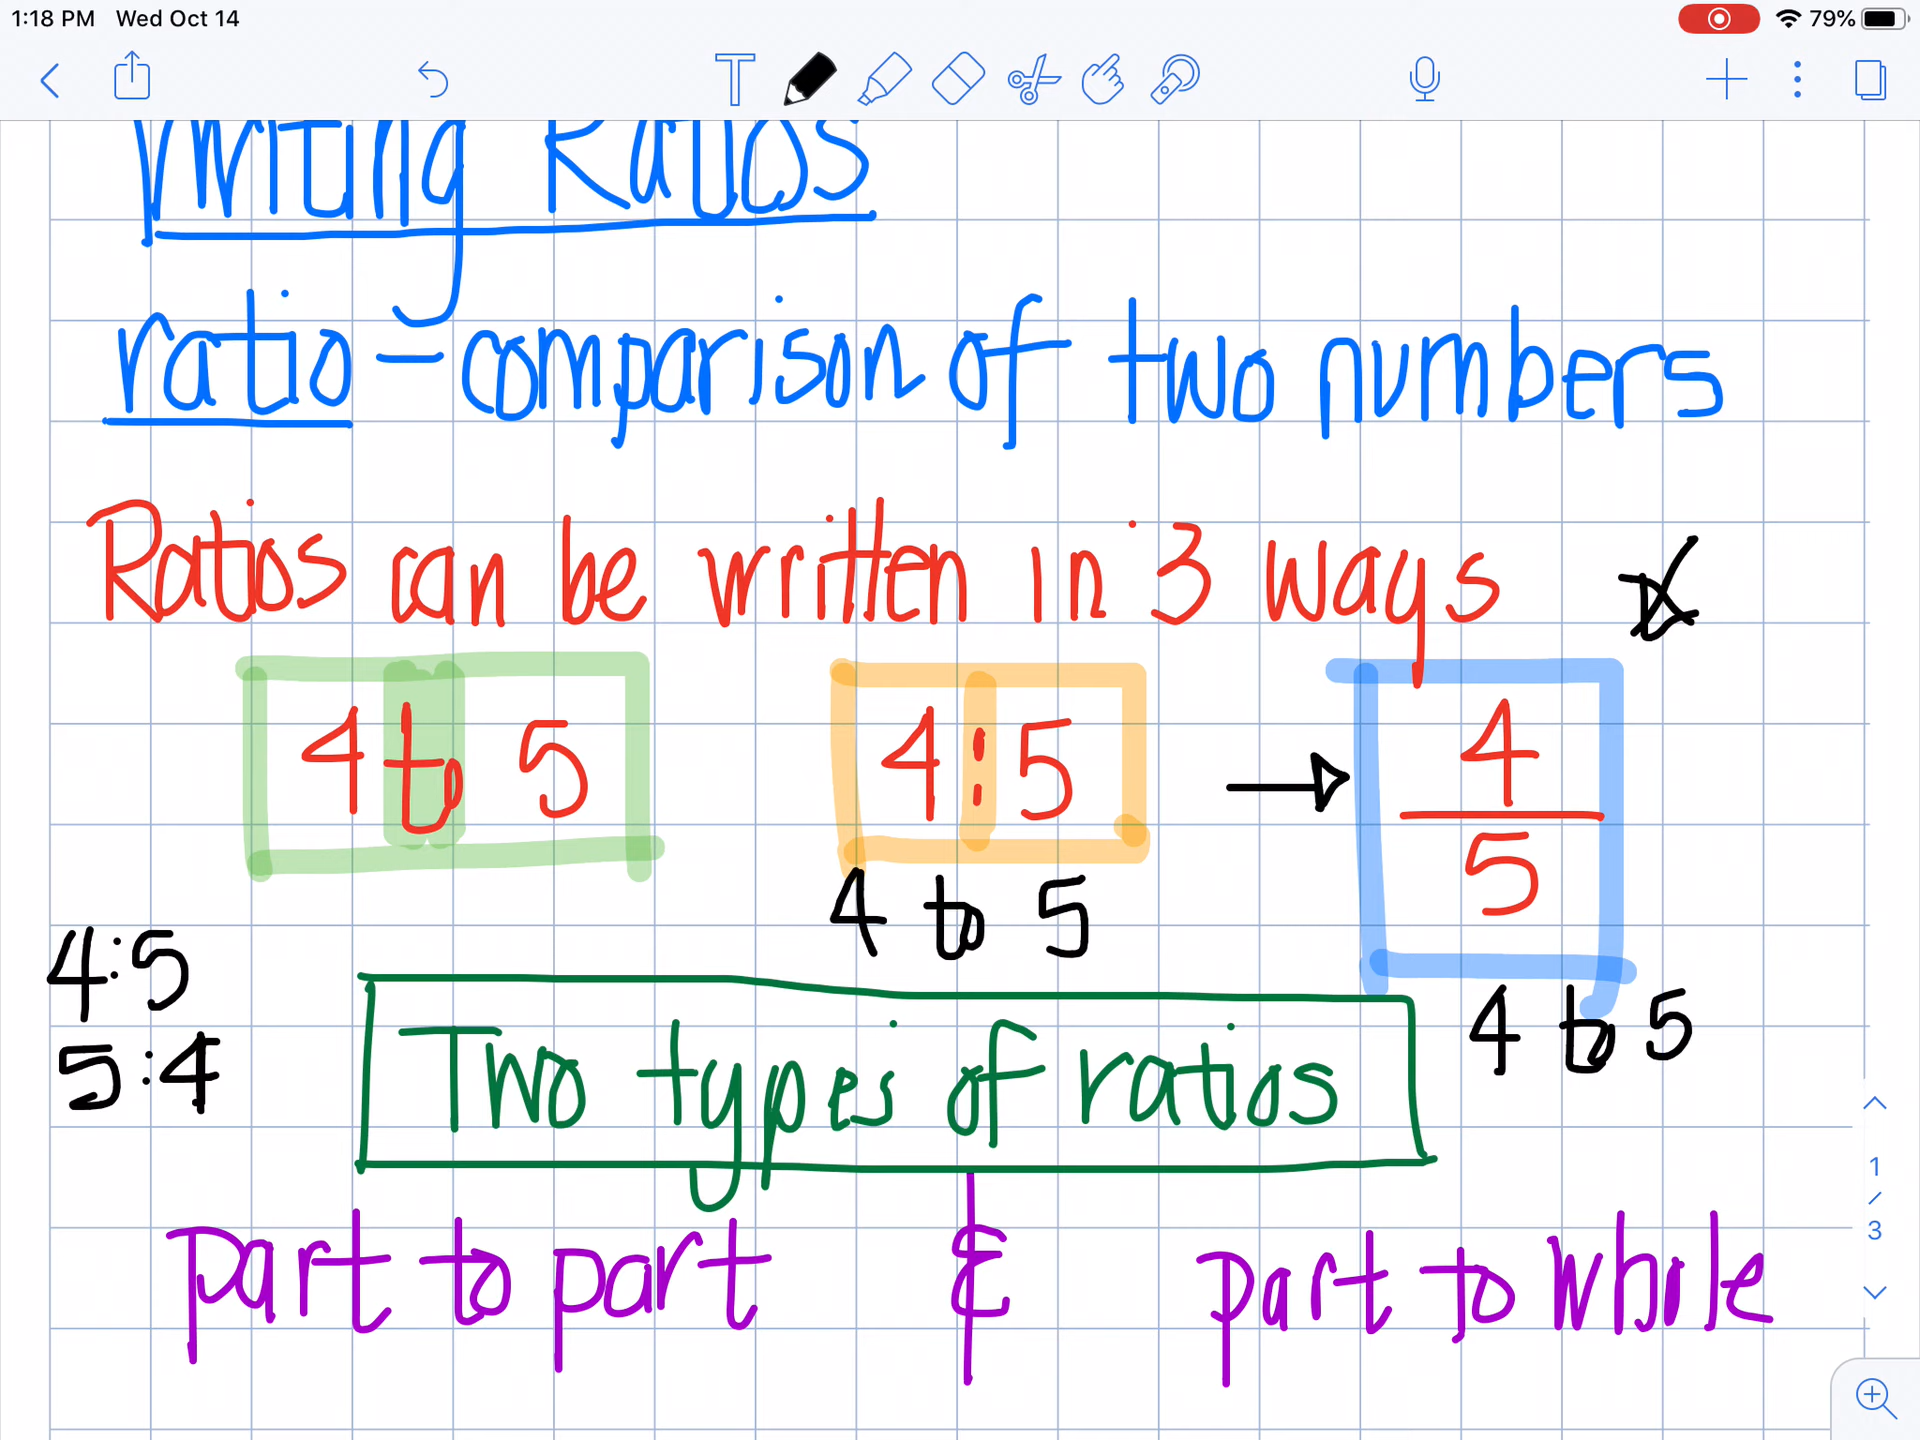 1:18 PM Wed Oct 14 79%
T
Writing Ratios
ratio - comparison of two numbers
Ratios can be written in 3 ways
4 to 5 4:5 4/5
4 to 5
4:5
4 to 5
5:4
Two types of ratios
part to part & part to whole
1
/
3